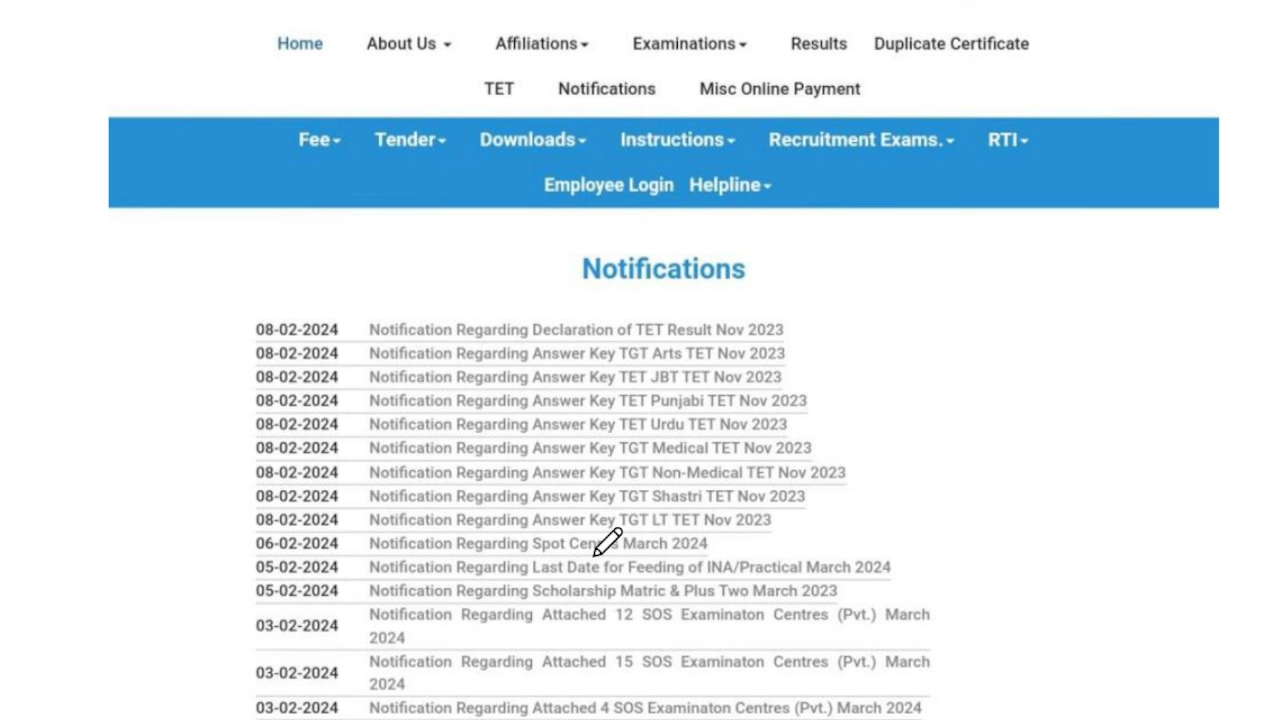 Home About Us Affiliations Examinations Results Duplicate Certificate
TET Notifications Misc Online Payment
Fee Tender Downloads Instructions Recruitment Exams. RTI
Employee Login Helpline
Notifications
08-02-2024 Notification Regarding Declaration of TET Result Nov 2023
08-02-2024 Notification Regarding Answer Key TGT Arts TET Nov 2023
08-02-2024 Notification Regarding Answer Key TET JBT TET Nov 2023
08-02-2024 Notification Regarding Answer Key TET Punjabi TET Nov 2023
08-02-2024 Notification Regarding Answer Key TET Urdu TET Nov 2023
08-02-2024 Notification Regarding Answer Key TGT Medical TET Nov 2023
08-02-2024 Notification Regarding Answer Key TGT Non-Medical TET Nov 2023
08-02-2024 Notification Regarding Answer Key TGT Shastri TET Nov 2023
08-02-2024 Notification Regarding Answer Key TGT LT TET Nov 2023
06-02-2024 Notification Regarding Spot March 2024
05-02-2024 Notification Regarding Last Date for Feeding of INA/Practical March 2024
05-02-2024 Notification Regarding Scholarship Matric & Plus Two March 2023
03-02-2024 Notification Regarding Attached 12 SOS Examinaton Centres (Pvt.) March
2024
03-02-2024 Notification Regarding Attached 15 SOS Examinaton Centres (Pvt.) March
2024
03-02-2024 Notification Regarding Attached 4 SOS Examinaton Centres (Pvt.) March 2024